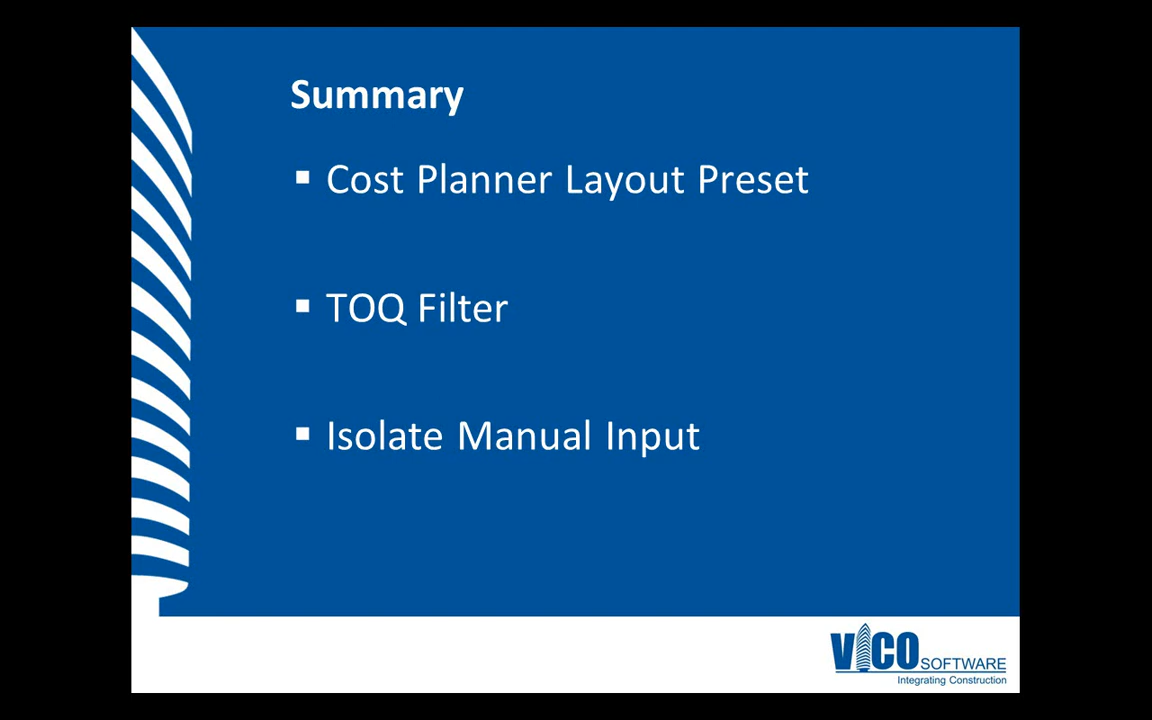 Summary
▪ Cost Planner Layout Preset
▪ TOQ Filter
▪ Isolate Manual Input
VICO SOFTWARE
Integrating Construction